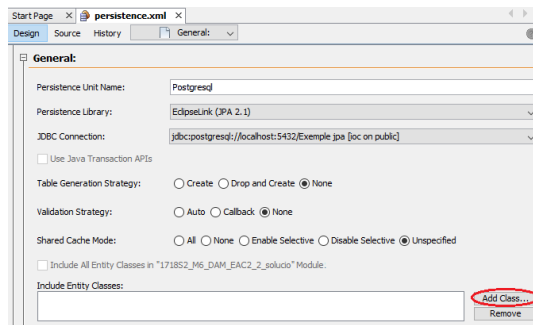 Start Page persistence.xml
Design Source History General:
General:
Persistence Unit Name: Postgresql
Persistence Library: EclipseLink (JPA 2.1)
JDBC Connection: jdbc:postgresql://localhost:5432/Exemple jpa [ioc on public]
Use Java Transaction APIs
Table Generation Strategy: Create Drop and Create None
Validation Strategy: Auto Callback None
Shared Cache Mode: All None Enable Selective Disable Selective Unspecified
Include All Entity Classes in "1718S2_M6_DAM_EAC2_2_solucio" Module.
Include Entity Classes:
Add Class...
Remove